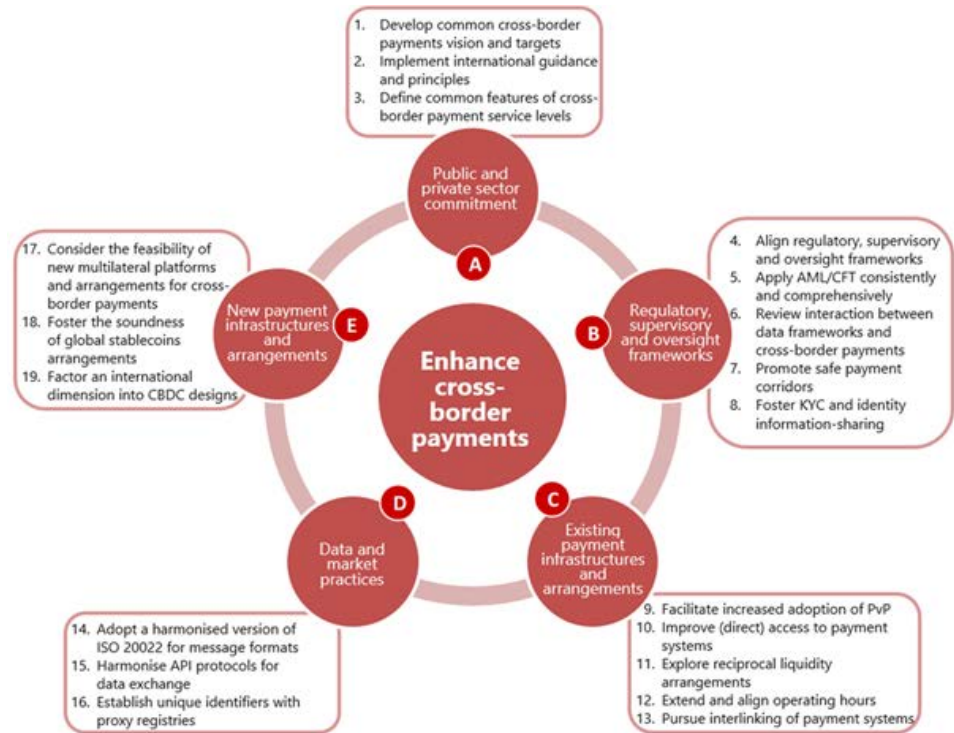 1. Develop common cross-border
payments vision and targets
2. Implement international guidance
and principles
3. Define common features of cross-
border payment service levels
Public and
private sector
commitment
A
17. Consider the feasibility of
new multilateral platforms
and arrangements for cross-
border payments
18. Foster the soundness
of global stablecoins
arrangements
19. Factor an international
dimension into CBDC designs
New payment
infrastructures
and
arrangements
E
Enhance
cross-
border
payments
B
Regulatory,
supervisory
and oversight
frameworks
4. Align regulatory, supervisory
and oversight frameworks
5. Apply AML/CFT consistently
and comprehensively
6. Review interaction between
data frameworks and
cross-border payments
7. Promote safe payment
corridors
8. Foster KYC and identity
information-sharing
D
Data and
market
practices
C
Existing
payment
infrastructures
and
arrangements
14. Adopt a harmonised version of
ISO 20022 for message formats
15. Harmonise API protocols for
data exchange
16. Establish unique identifiers with
proxy registries
9. Facilitate increased adoption of PvP
10. Improve (direct) access to payment
systems
11. Explore reciprocal liquidity
arrangements
12. Extend and align operating hours
13. Pursue interlinking of payment systems